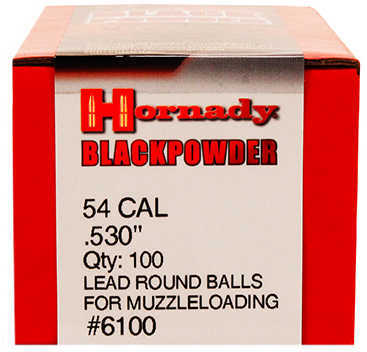 Hornady
BLACKPOWDER
54 CAL
.530"
Qty: 100
LEAD ROUND BALLS
FOR MUZZLELOADING
#6100